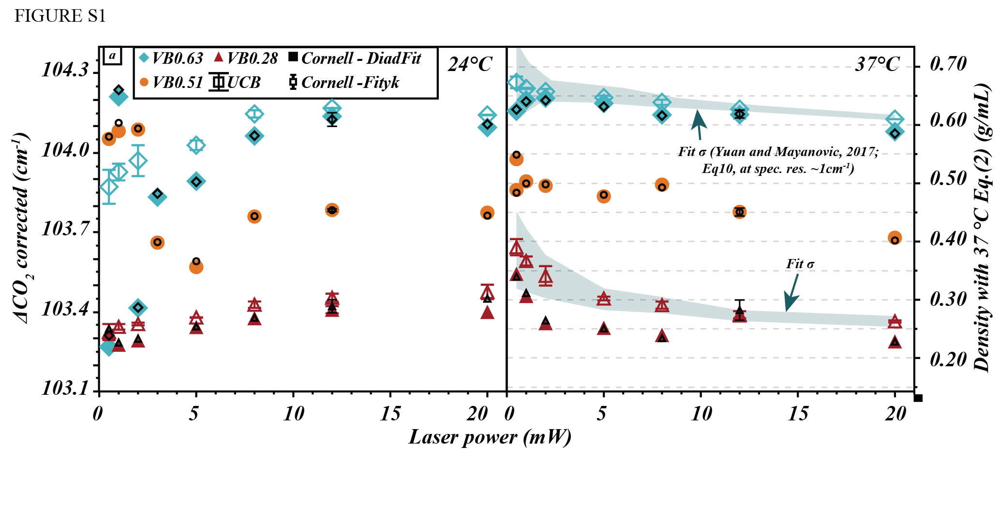 FIGURE S1
a
VB0.63 VB0.28 Cornell - DiadFit
VB0.51 UCB Cornell -Fityk
24°C
37°C
104.3
104.0
103.7
103.4
103.1
ΔCO2 corrected (cm-1)
0.70
0.60
0.50
0.40
0.30
0.20
Density with 37 °C Eq.(2) (g/mL)
Fit σ (Yuan and Mayanovic, 2017;
Eq10, at spec. res. ~1cm-1)
Fit σ
0 5 10 15 20 0 5 10 15 20
Laser power (mW)